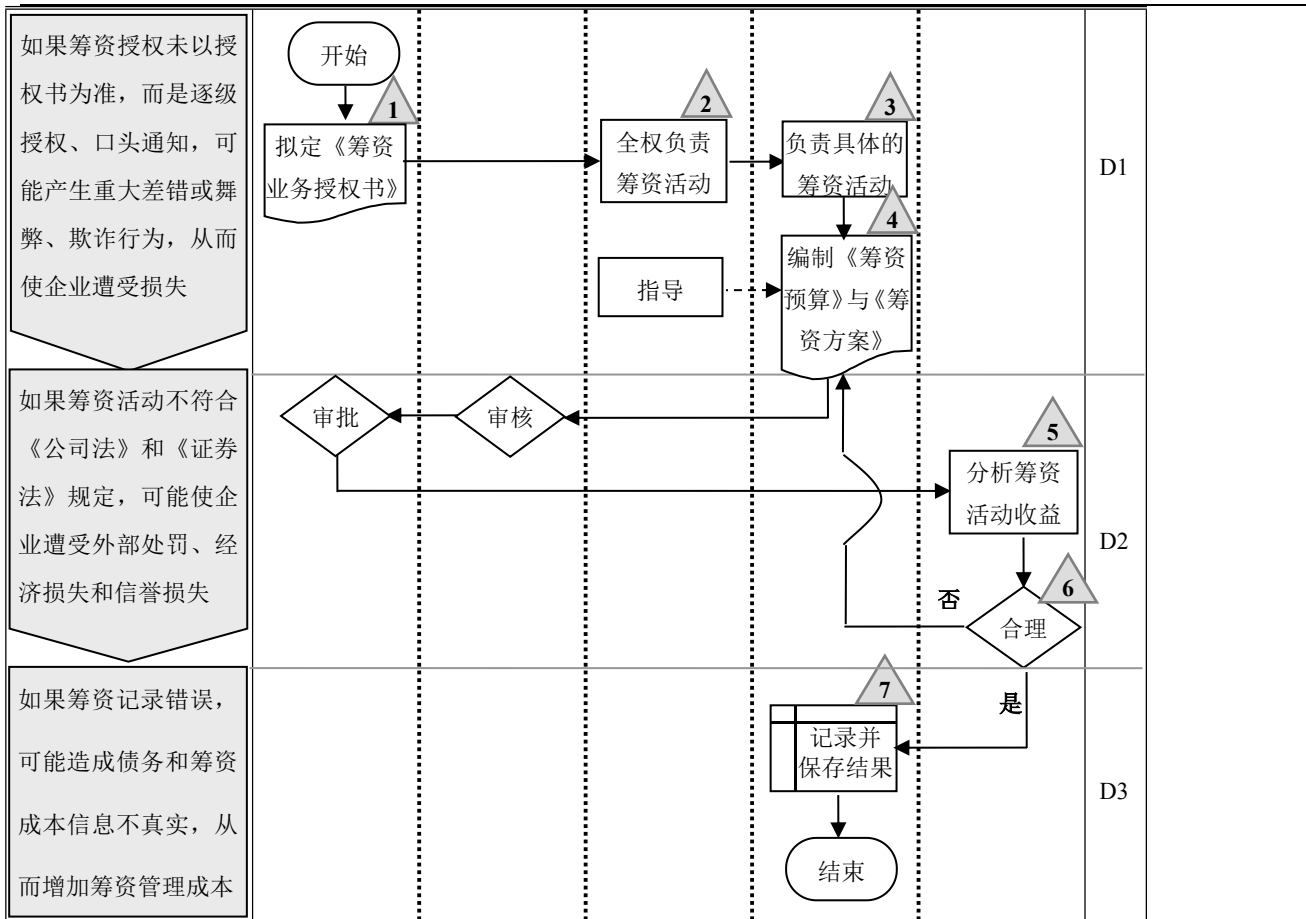 如果筹资授权未以授
权书为准，而是逐级
授权、口头通知，可
能产生重大差错或舞
弊、欺诈行为，从而
使企业遭受损失
开始
1
拟定《筹资
业务授权书》
2
全权负责
筹资活动
3
负责具体的
筹资活动
D1
4
指导
编制《筹资
预算》与《筹
资方案》
如果筹资活动不符合
《公司法》和《证券
法》规定，可能使企
业遭受外部处罚、经
济损失和信誉损失
审批
审核
5
分析筹资
活动收益
D2
6
否
合理
如果筹资记录错误，
可能造成债务和筹资
成本信息不真实，从
而增加筹资管理成本
7
是
记录并
保存结果
D3
结束